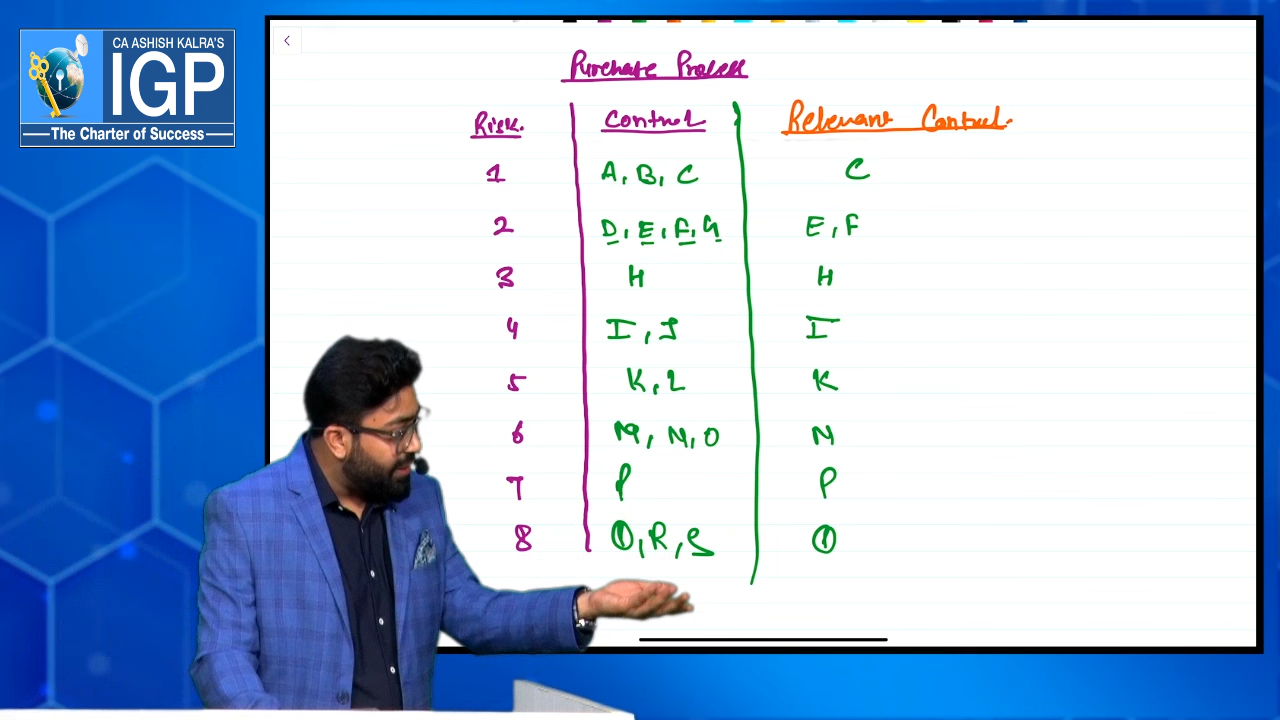 CA ASHISH KALRA'S
IGP
The Charter of Success
Purchase Process
Risk. Control Relevant Control.
1 A, B, C C
2 D, E, F, G E, F
3 H H
4 I, J I
5 K, L K
6 M, N, O N
7 P P
8 Q, R, S Q